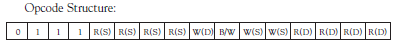 Opcode Structure:
0 1 1 1 R(S) R(S) R(S) R(S) W(D) B/W W(S) W(S) R(D) R(D) R(D) R(D)